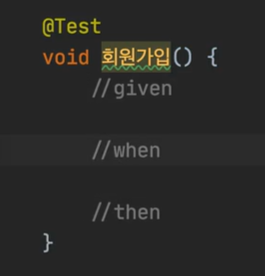 @Test
void 회원가입() {
//given
//when
//then
}